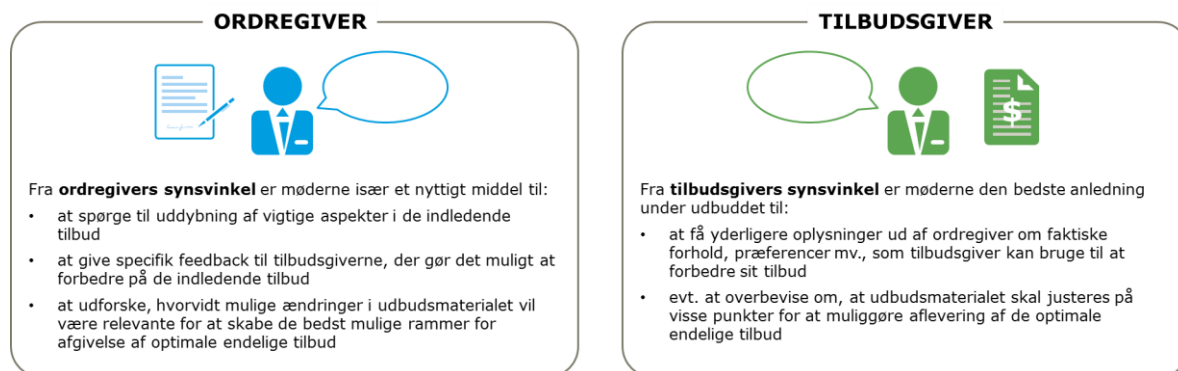 ORDREGIVER
Fra ordregivers synsvinkel er møderne især et nyttigt middel til:
• at spørge til uddybning af vigtige aspekter i de indledende
tilbud
• at give specifik feedback til tilbudsgiverne, der gør det muligt at
forbedre på de indledende tilbud
• at udforske, hvorvidt mulige ændringer i udbudsmaterialet vil
være relevante for at skabe de bedst mulige rammer for
afgivelse af optimale endelige tilbud
TILBUDSGIVER
$
Fra tilbudsgivers synsvinkel er møderne den bedste anledning
under udbuddet til:
• at få yderligere oplysninger ud af ordregiver om faktiske
forhold, præferencer mv., som tilbudsgiver kan bruge til at
forbedre sit tilbud
• evt. at overbevise om, at udbudsmaterialet skal justeres på
visse punkter for at muliggøre aflevering af de optimale
endelige tilbud